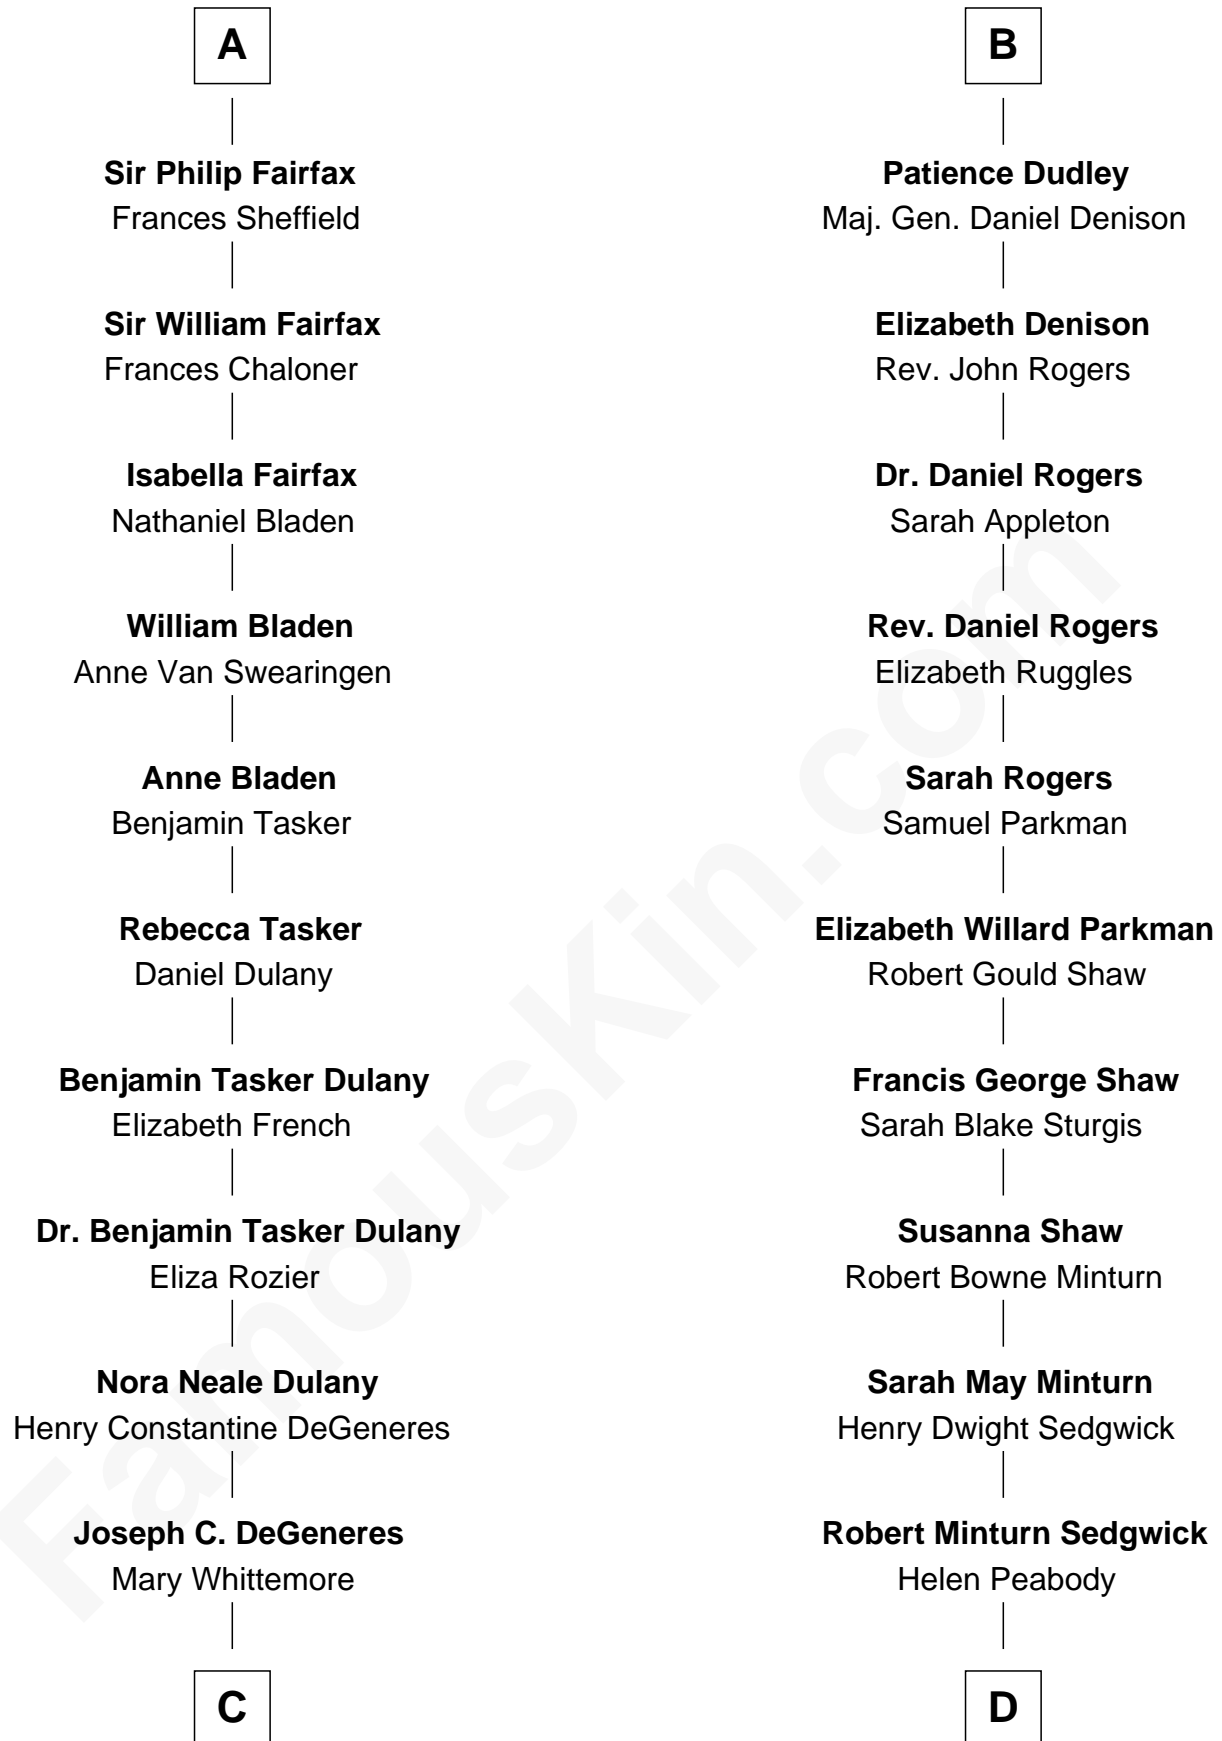 A
Sir Philip Fairfax
Frances Sheffield
Sir William Fairfax
Frances Chaloner
Isabella Fairfax
Nathaniel Bladen
William Bladen
Anne Van Swearingen
Anne Bladen
Benjamin Tasker
Rebecca Tasker
Daniel Dulany
Benjamin Tasker Dulany
Elizabeth French
Dr. Benjamin Tasker Dulany
Eliza Rozier
Nora Neale Dulany
Henry Constantine DeGeneres
Joseph C. DeGeneres
Mary Whittemore
C
B
Patience Dudley
Maj. Gen. Daniel Denison
Elizabeth Denison
Rev. John Rogers
Dr. Daniel Rogers
Sarah Appleton
Rev. Daniel Rogers
Elizabeth Ruggles
Sarah Rogers
Samuel Parkman
Elizabeth Willard Parkman
Robert Gould Shaw
Francis George Shaw
Sarah Blake Sturgis
Susanna Shaw
Robert Bowne Minturn
Sarah May Minturn
Henry Dwight Sedgwick
Robert Minturn Sedgwick
Helen Peabody
D
FamousKin.com